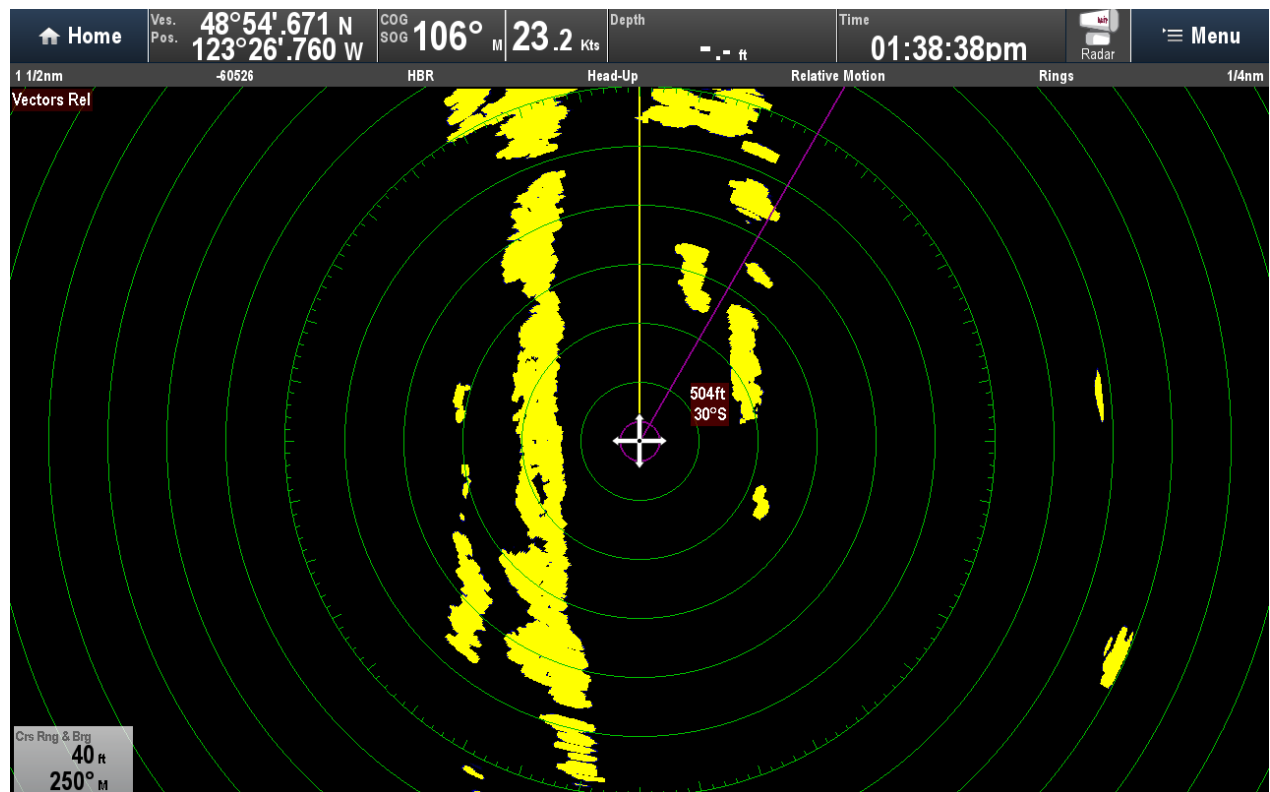 Home
Ves. Pos.
48°54'.671 N
123°26'.760 W
COG
SOG
106° M
23.2 Kts
Depth
-.- ft
Time
01:38:38pm
Radar
Menu
1 1/2nm
-60526
HBR
Head-Up
Relative Motion
Rings
1/4nm
Vectors Rel
504ft
30°S
Crs Rng & Brg
40 ft
250° M